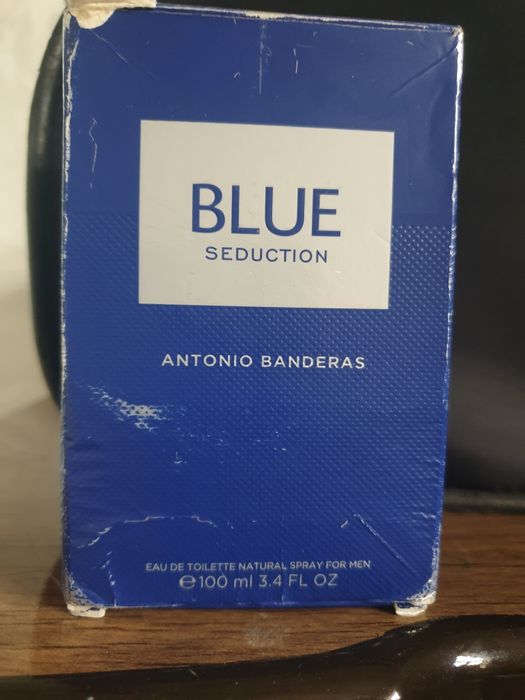 BLUE
SEDUCTION
ANTONIO BANDERAS
EAU DE TOILETTE NATURAL SPRAY FOR MEN
℮100 ml 3.4 FL OZ